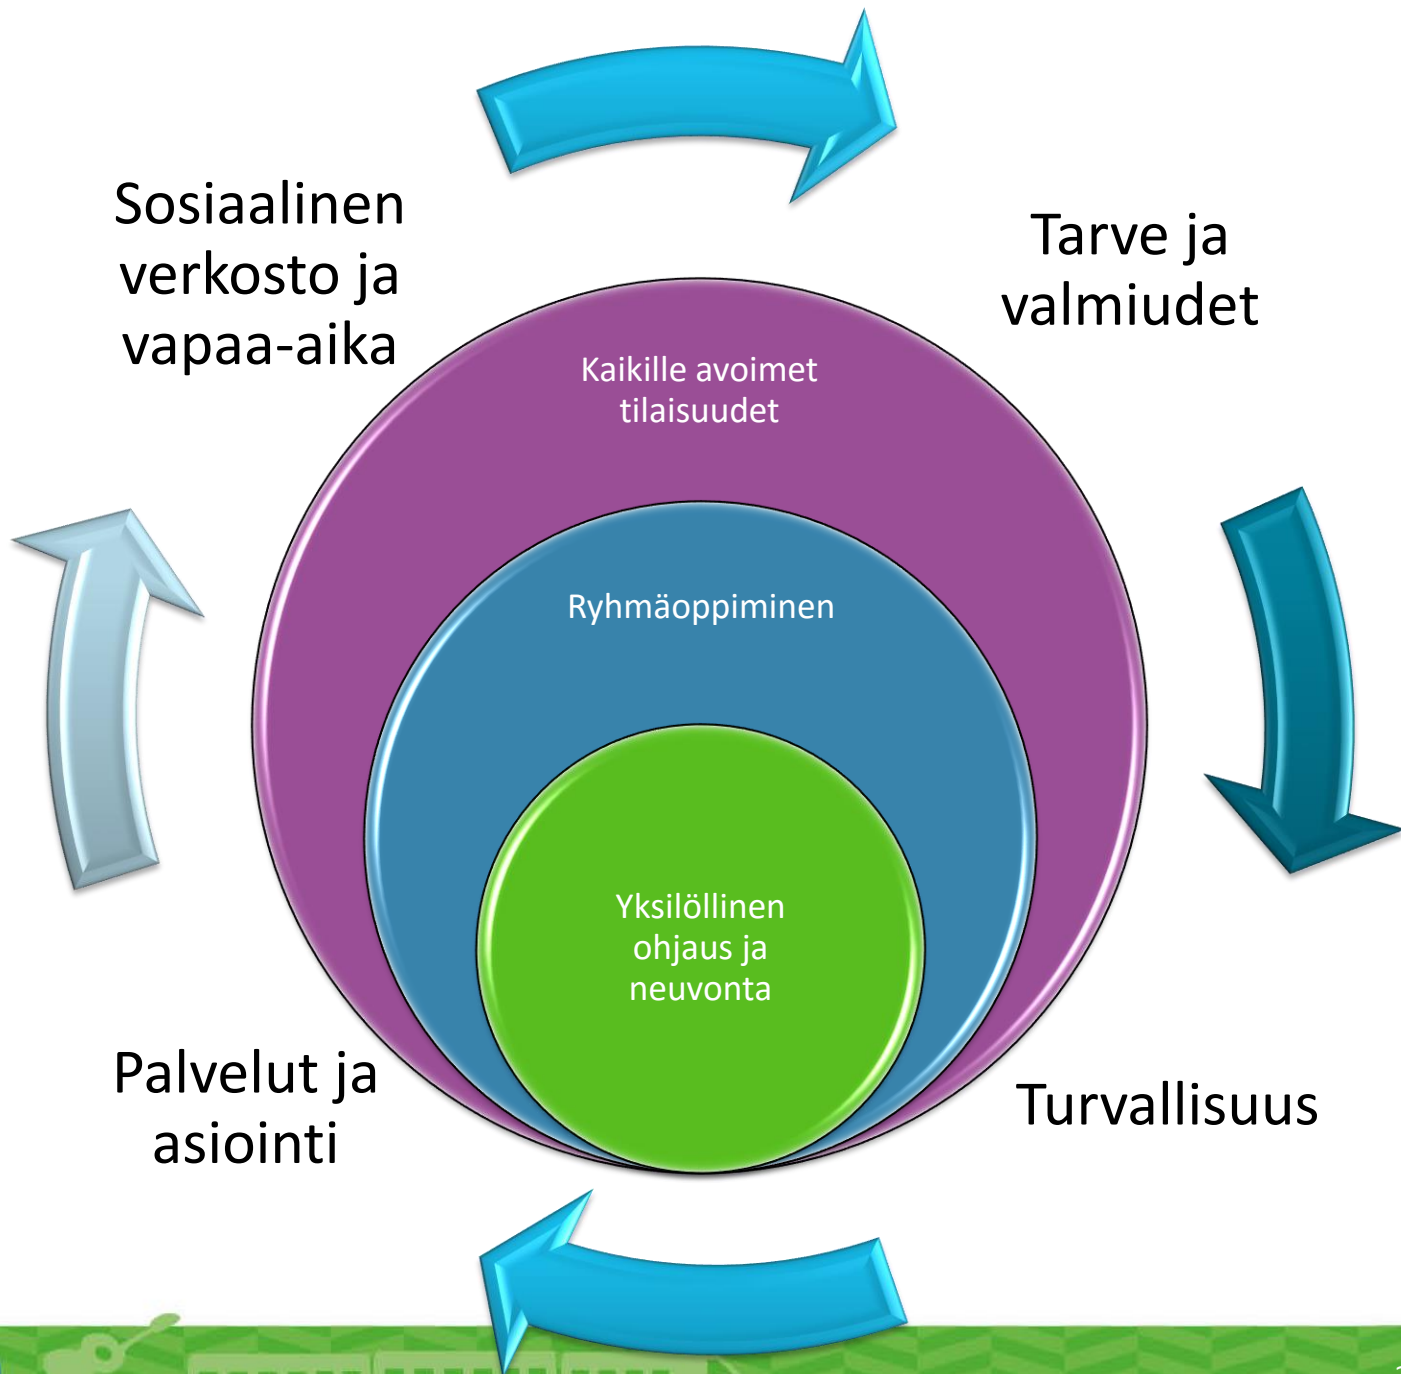 Sosiaalinen
verkosto ja
vapaa-aika
Tarve ja
valmiudet
Kaikille avoimet
tilaisuudet
Ryhmäoppiminen
Yksilöllinen
ohjaus ja
neuvonta
Palvelut ja
asiointi
Turvallisuus